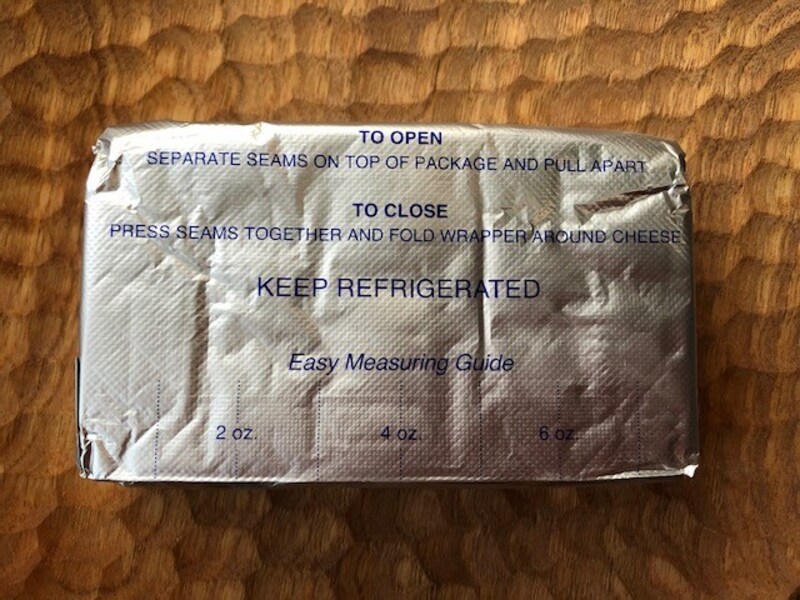 TO OPEN
SEPARATE SEAMS ON TOP OF PACKAGE AND PULL APART
TO CLOSE
PRESS SEAMS TOGETHER AND FOLD WRAPPER AROUND CHEESE
KEEP REFRIGERATED
Easy Measuring Guide
2 oz. 4 oz. 6 oz.